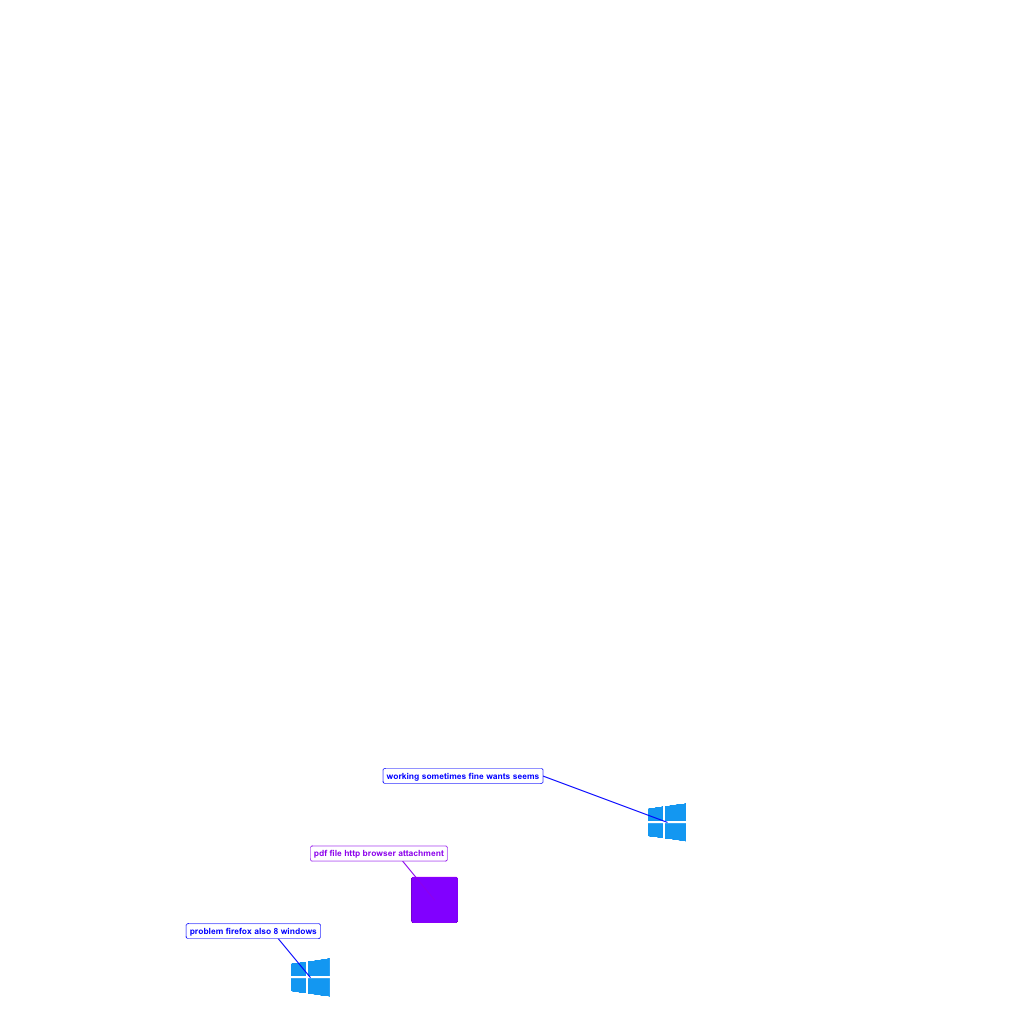 working sometimes fine wants seems
pdf file http browser attachment
problem firefox also 8 windows